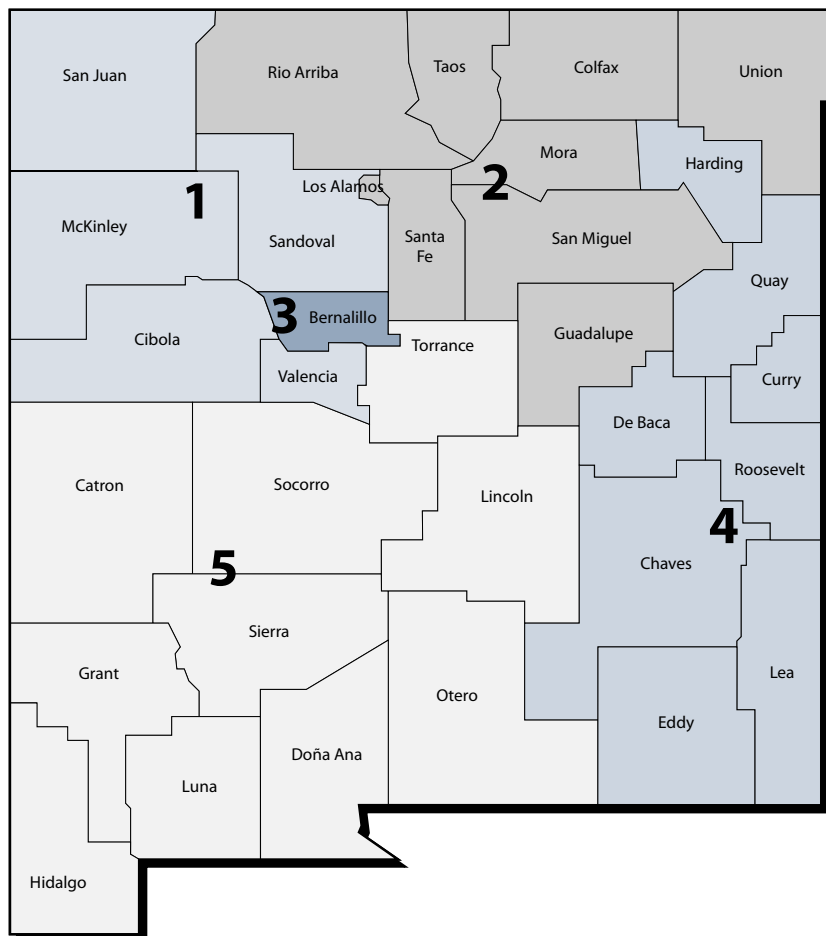 San Juan
Rio Arriba
Taos
Colfax
Union
Mora
Harding
Los Alamos
2
1
McKinley
Sandoval
Santa
Fe
San Miguel
Quay
3
Bernalillo
Cibola
Torrance
Guadalupe
Valencia
Curry
De Baca
Roosevelt
Catron
Socorro
Lincoln
4
Chaves
5
Sierra
Grant
Otero
Lea
Eddy
Doña Ana
Luna
Hidalgo